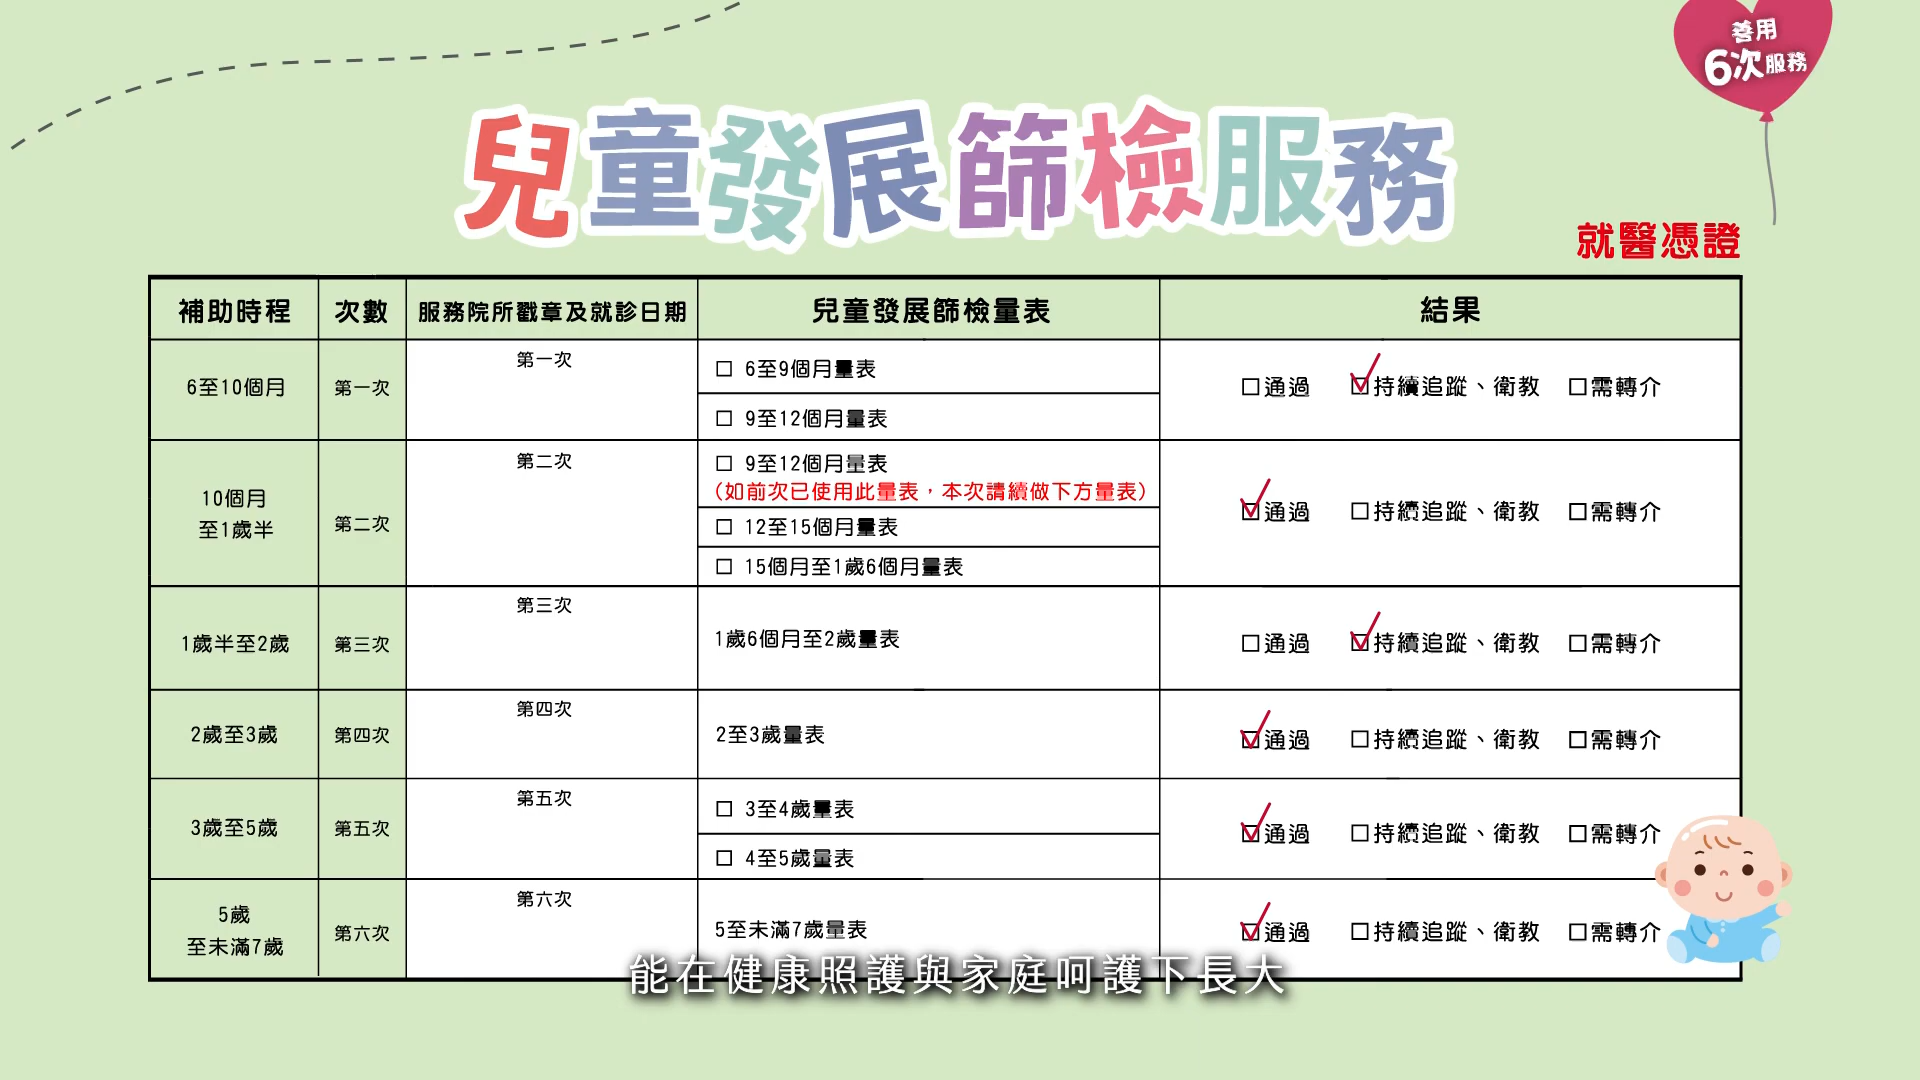 善用
6次服務
兒童發展篩檢服務
就醫憑證
補助時程 次數 服務院所戳章及就診日期 兒童發展篩檢量表 結果
6至10個月 第一次 第一次
□ 6至9個月量表
□ 9至12個月量表
□通過 ☑持續追蹤、衛教 □需轉介
10個月
至1歲半
第二次 第二次
□ 9至12個月量表
(如前次已使用此量表，本次請續做下方量表)
□ 12至15個月量表
□ 15個月至1歲6個月量表
☑通過 □持續追蹤、衛教 □需轉介
1歲半至2歲 第三次 第三次 1歲6個月至2歲量表 □通過 ☑持續追蹤、衛教 □需轉介
2歲至3歲 第四次 第四次 2至3歲量表 ☑通過 □持續追蹤、衛教 □需轉介
3歲至5歲 第五次 第五次
□ 3至4歲量表
□ 4至5歲量表
☑通過 □持續追蹤、衛教 □需轉介
5歲
至未滿7歲
第六次 第六次 5至未滿7歲量表 ☑通過 □持續追蹤、衛教 □需轉介
能在健康照護與家庭呵護下長大